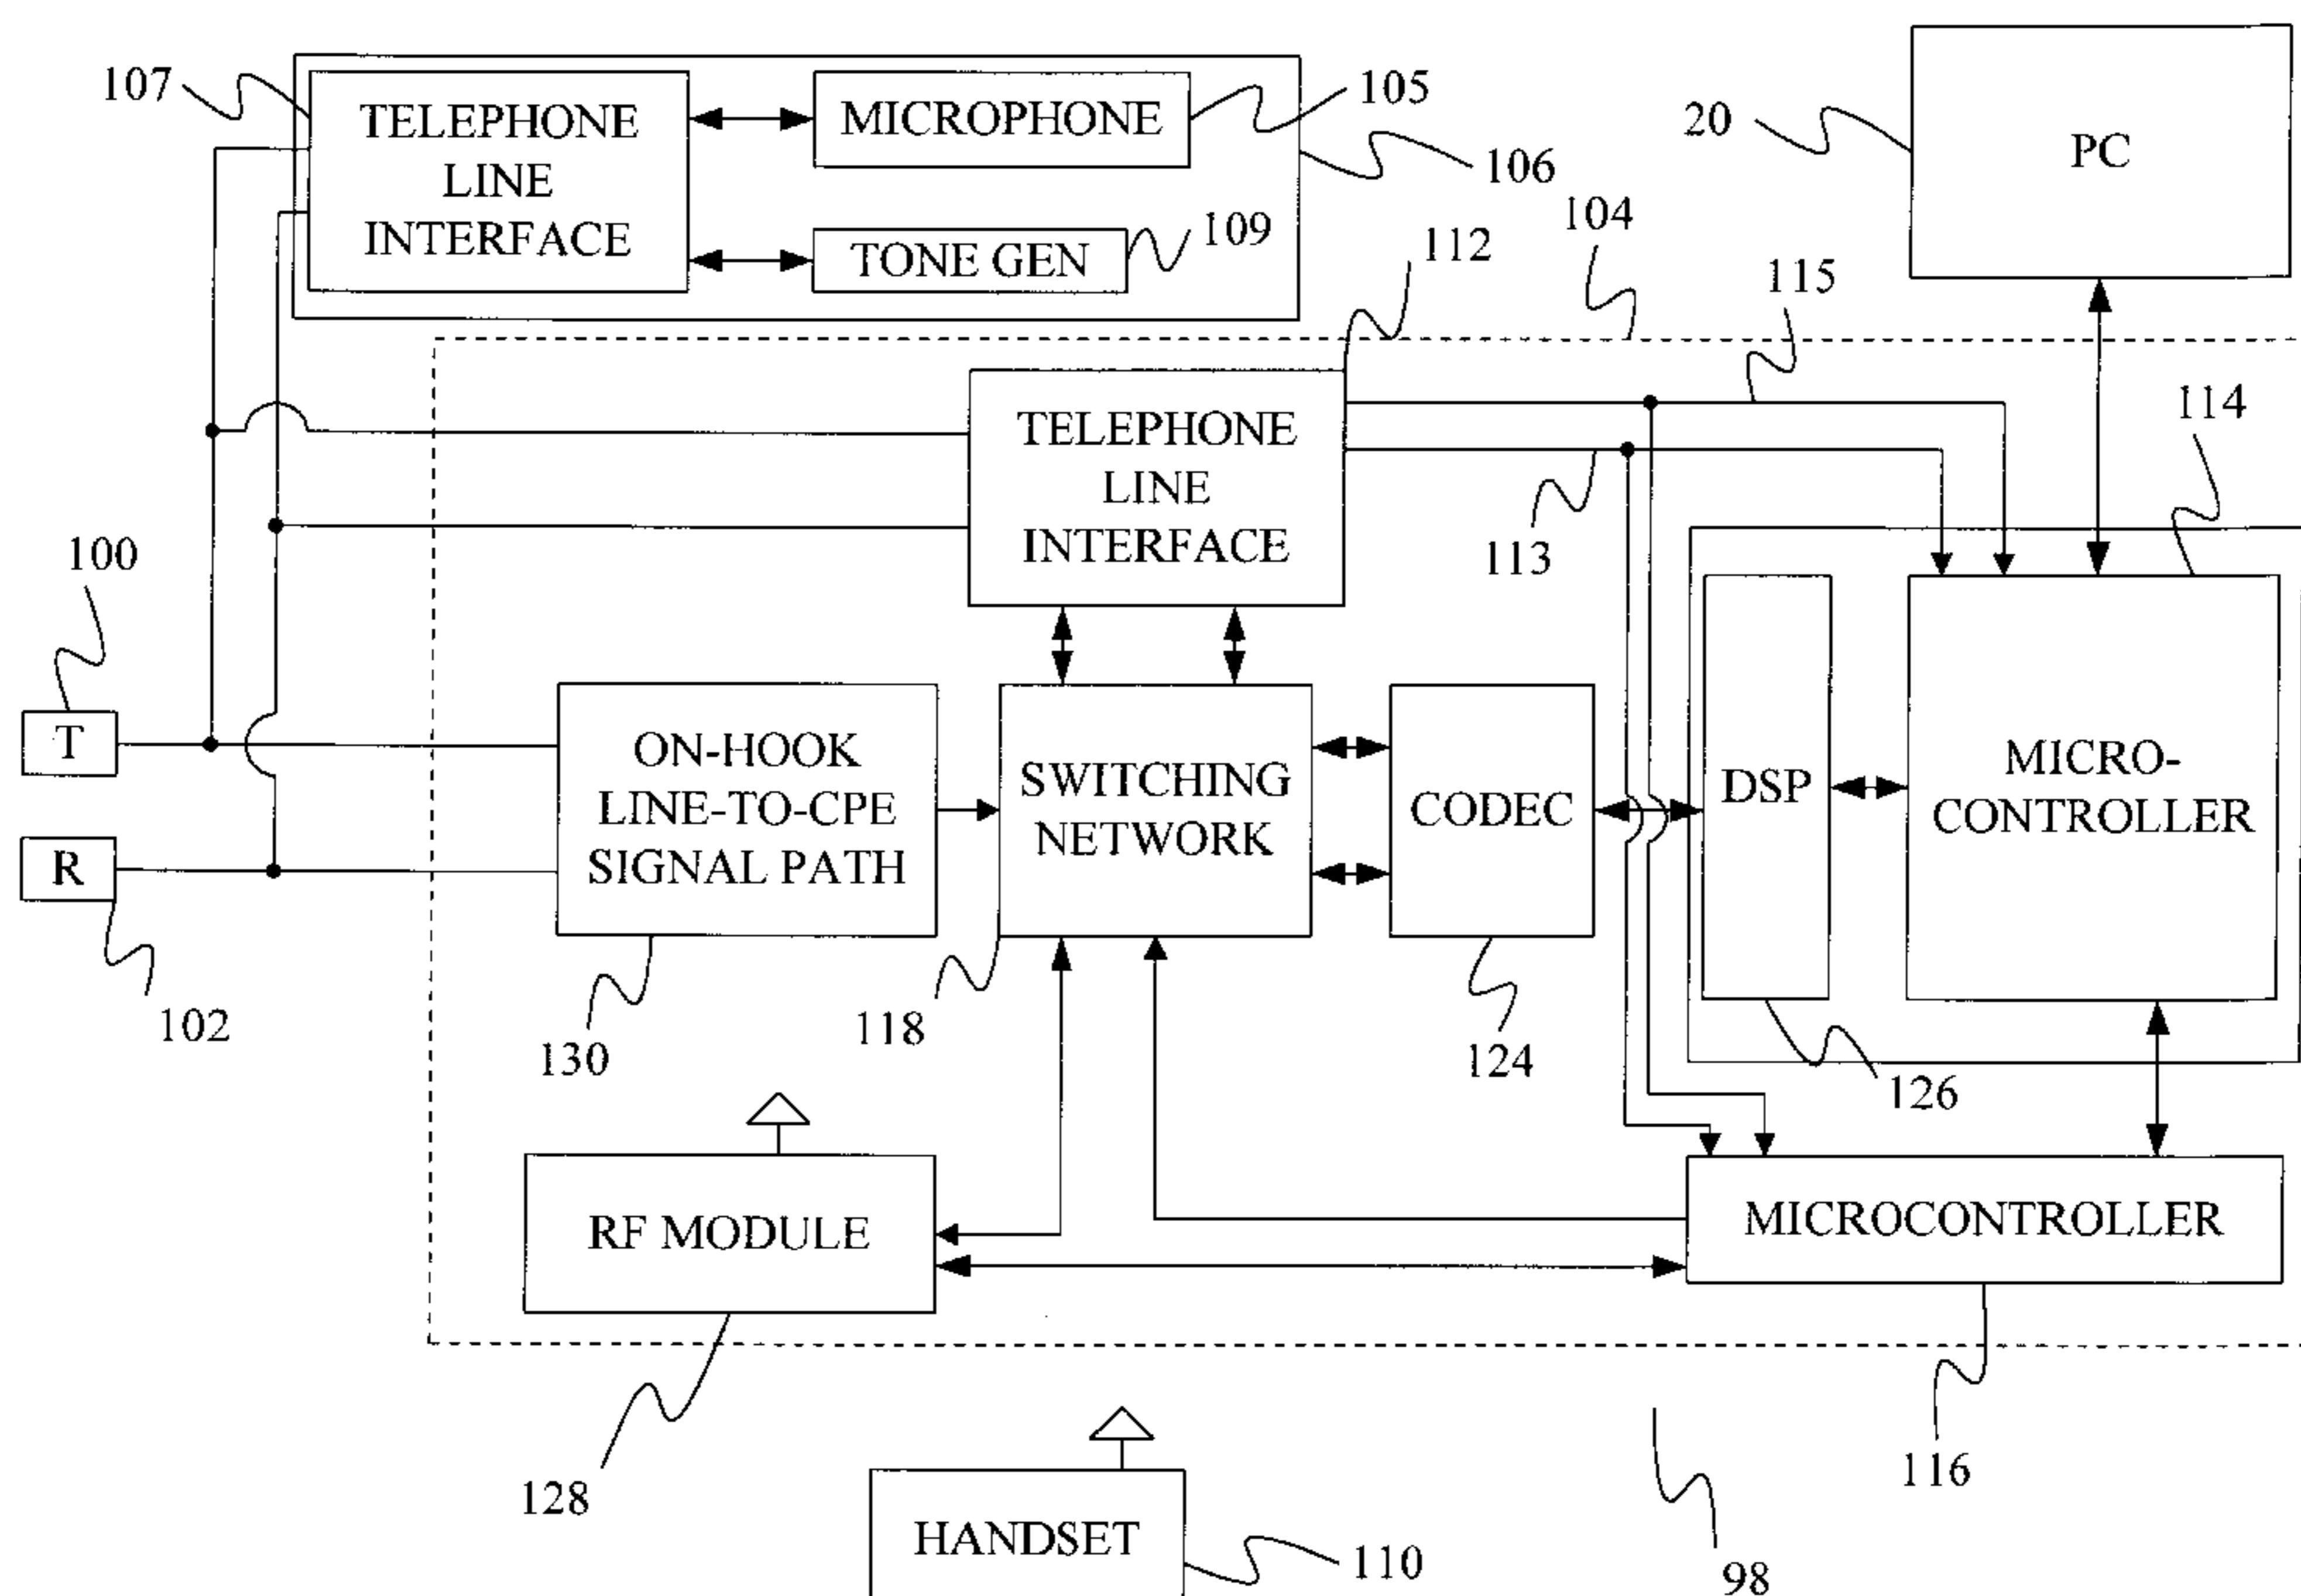 107
TELEPHONE
LINE
INTERFACE
MICROPHONE
TONE GEN
105
106
109
20
PC
104
112
115
114
TELEPHONE
LINE
INTERFACE
113
100
T
R
102
ON-HOOK
LINE-TO-CPE
SIGNAL PATH
130
SWITCHING
NETWORK
118
CODEC
124
DSP
126
MICRO-
CONTROLLER
RF MODULE
128
MICROCONTROLLER
116
HANDSET
110
98